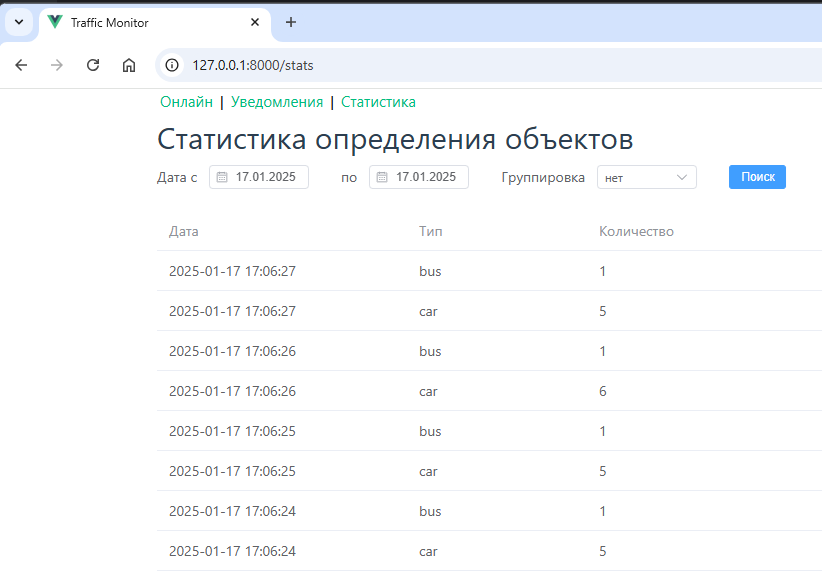 Traffic Monitor
127.0.0.1:8000/stats
Онлайн | Уведомления | Статистика
Статистика определения объектов
Дата с 17.01.2025 по 17.01.2025 Группировка нет Поиск
Дата Тип Количество
2025-01-17 17:06:27 bus 1
2025-01-17 17:06:27 car 5
2025-01-17 17:06:26 bus 1
2025-01-17 17:06:26 car 6
2025-01-17 17:06:25 bus 1
2025-01-17 17:06:25 car 5
2025-01-17 17:06:24 bus 1
2025-01-17 17:06:24 car 5